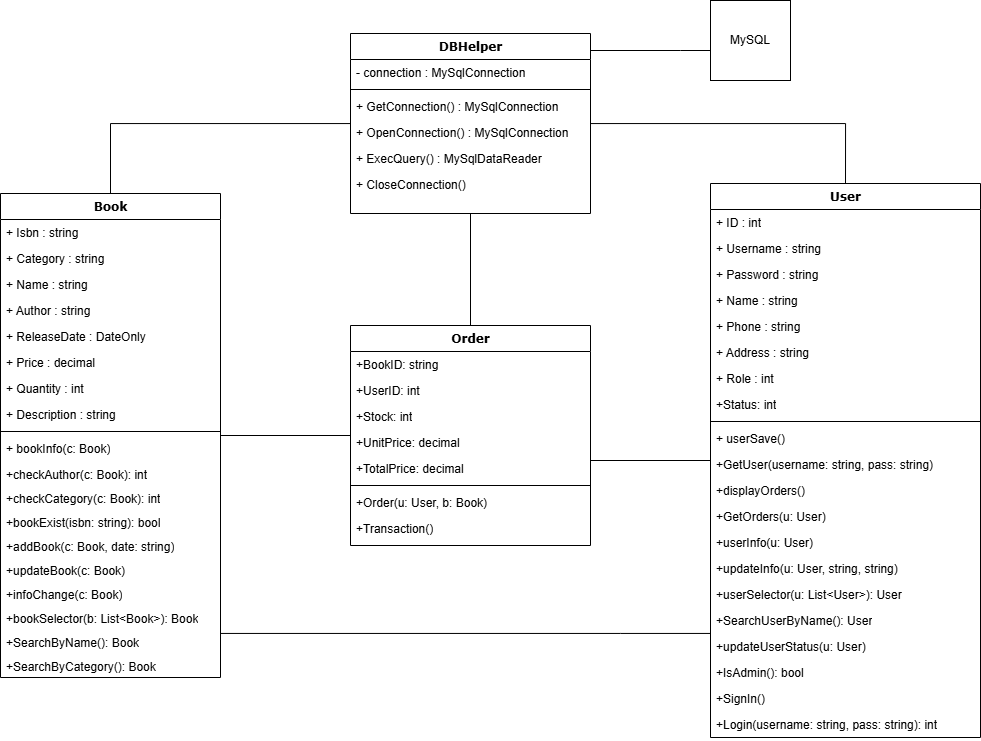 MySQL
DBHelper
- connection : MySqlConnection
+ GetConnection() : MySqlConnection
+ OpenConnection() : MySqlConnection
+ ExecQuery() : MySqlDataReader
+ CloseConnection()
Book
+ Isbn : string
+ Category : string
+ Name : string
+ Author : string
+ ReleaseDate : DateOnly
+ Price : decimal
+ Quantity : int
+ Description : string
+ bookInfo(c: Book)
+checkAuthor(c: Book): int
+checkCategory(c: Book): int
+bookExist(isbn: string): bool
+addBook(c: Book, date: string)
+updateBook(c: Book)
+infoChange(c: Book)
+bookSelector(b: List<Book>): Book
+SearchByName(): Book
+SearchByCategory(): Book
Order
+BookID: string
+UserID: int
+Stock: int
+UnitPrice: decimal
+TotalPrice: decimal
+Order(u: User, b: Book)
+Transaction()
User
+ ID : int
+ Username : string
+ Password : string
+ Name : string
+ Phone : string
+ Address : string
+ Role : int
+Status: int
+ userSave()
+GetUser(username: string, pass: string)
+displayOrders()
+GetOrders(u: User)
+userInfo(u: User)
+updateInfo(u: User, string, string)
+userSelector(u: List<User>): User
+SearchUserByName(): User
+updateUserStatus(u: User)
+IsAdmin(): bool
+SignIn()
+Login(username: string, pass: string): int